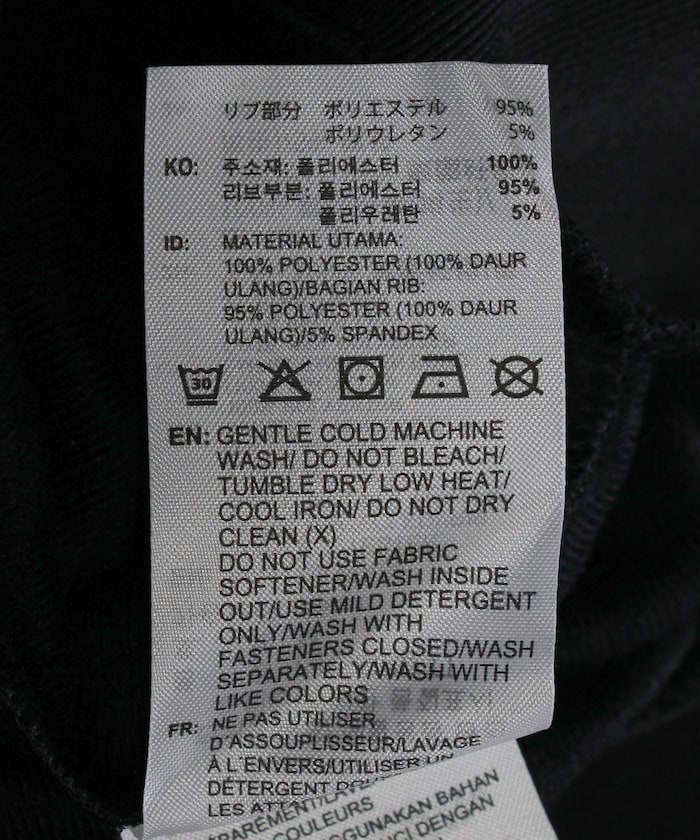 リブ部分 ポリエステル 95%
ポリウレタン 5%
KO: 주소재: 폴리에스터 100%
리브부분: 폴리에스터 95%
폴리우레탄 5%
ID: MATERIAL UTAMA:
100% POLYESTER (100% DAUR
ULANG)/BAGIAN RIB:
95% POLYESTER (100% DAUR
ULANG)/5% SPANDEX
30
EN: GENTLE COLD MACHINE
WASH/ DO NOT BLEACH/
TUMBLE DRY LOW HEAT/
COOL IRON/ DO NOT DRY
CLEAN (X)
DO NOT USE FABRIC
SOFTENER/WASH INSIDE
OUT/USE MILD DETERGENT
ONLY/WASH WITH
FASTENERS CLOSED/WASH
SEPARATELY/WASH WITH
LIKE COLORS
FR: NE PAS UTILISER
D'ASSOUPLISSEUR/LAVAGE
À L'ENVERS/UTILISER UN
DÉTERGENT
LES
COULEURS
BAHAN
DENGAN